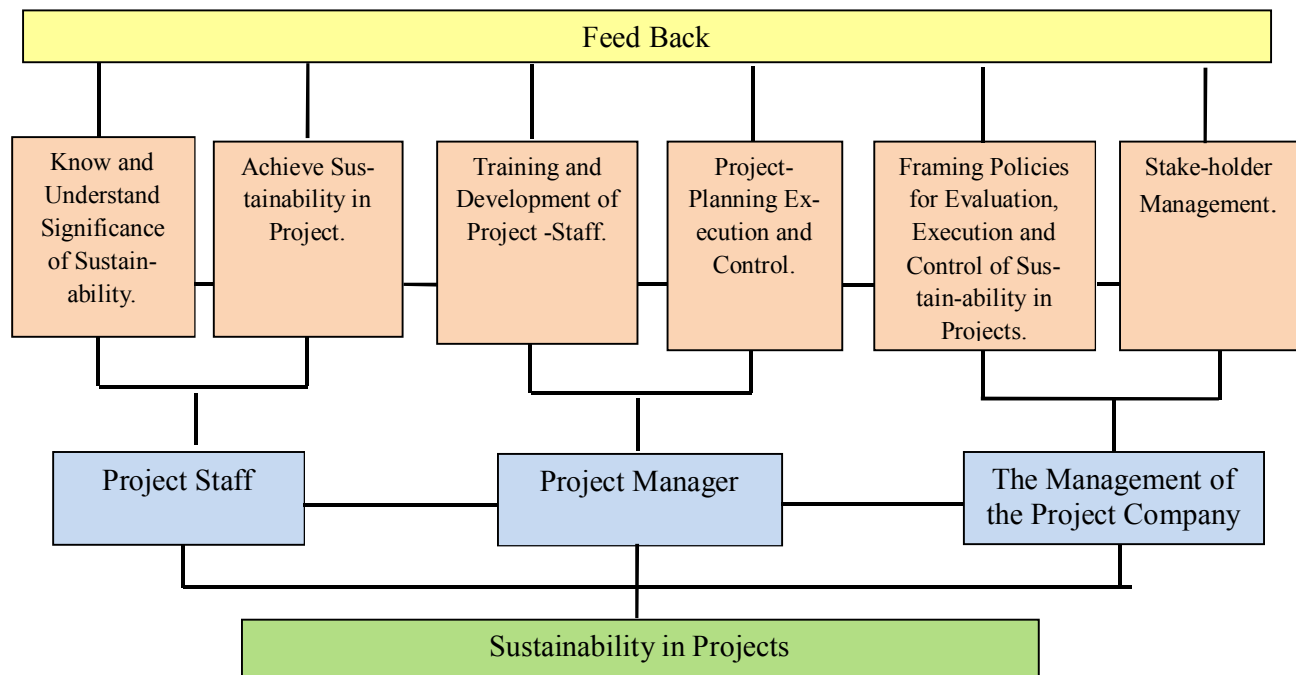 Feed Back
Know and
Understand
Significance
of Sustain-
ability.
Achieve Sus-
tainability in
Project.
Training and
Development of
Project -Staff.
Project-
Planning Ex-
ecution and
Control.
Framing Policies
for Evaluation,
Execution and
Control of Sus-
tain-ability in
Projects.
Stake-holder
Management.
Project Staff
Project Manager
The Management of
the Project Company
Sustainability in Projects